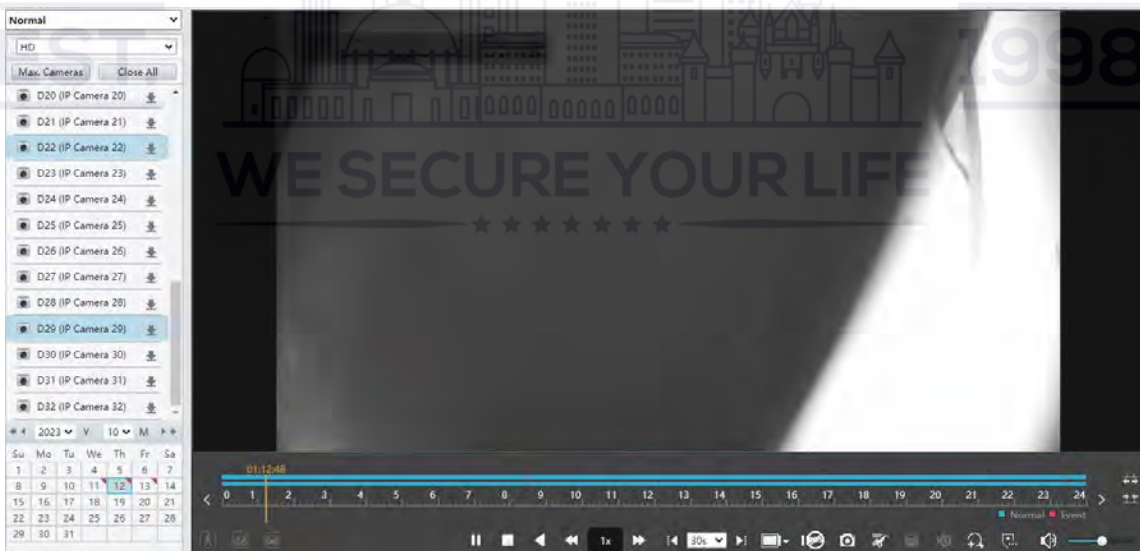 Normal
HD
Max. Cameras Close All
D20 (IP Camera 20)
D21 (IP Camera 21)
D22 (IP Camera 22)
D23 (IP Camera 23)
D24 (IP Camera 24)
D25 (IP Camera 25)
D26 (IP Camera 26)
D27 (IP Camera 27)
D28 (IP Camera 28)
D29 (IP Camera 29)
D30 (IP Camera 30)
D31 (IP Camera 31)
D32 (IP Camera 32)
2023 Y 10 M
Su Mo Tu We Th Fr Sa
1 2 3 4 5 6 7
8 9 10 11 12 13 14
15 16 17 18 19 20 21
22 23 24 25 26 27 28
29 30 31
EST
1998
WE SECURE YOUR LIFE
01:12:48
0 1 2 3 4 5 6 7 8 9 10 11 12 13 14 15 16 17 18 19 20 21 22 23 24
Normal Event
1x 30s